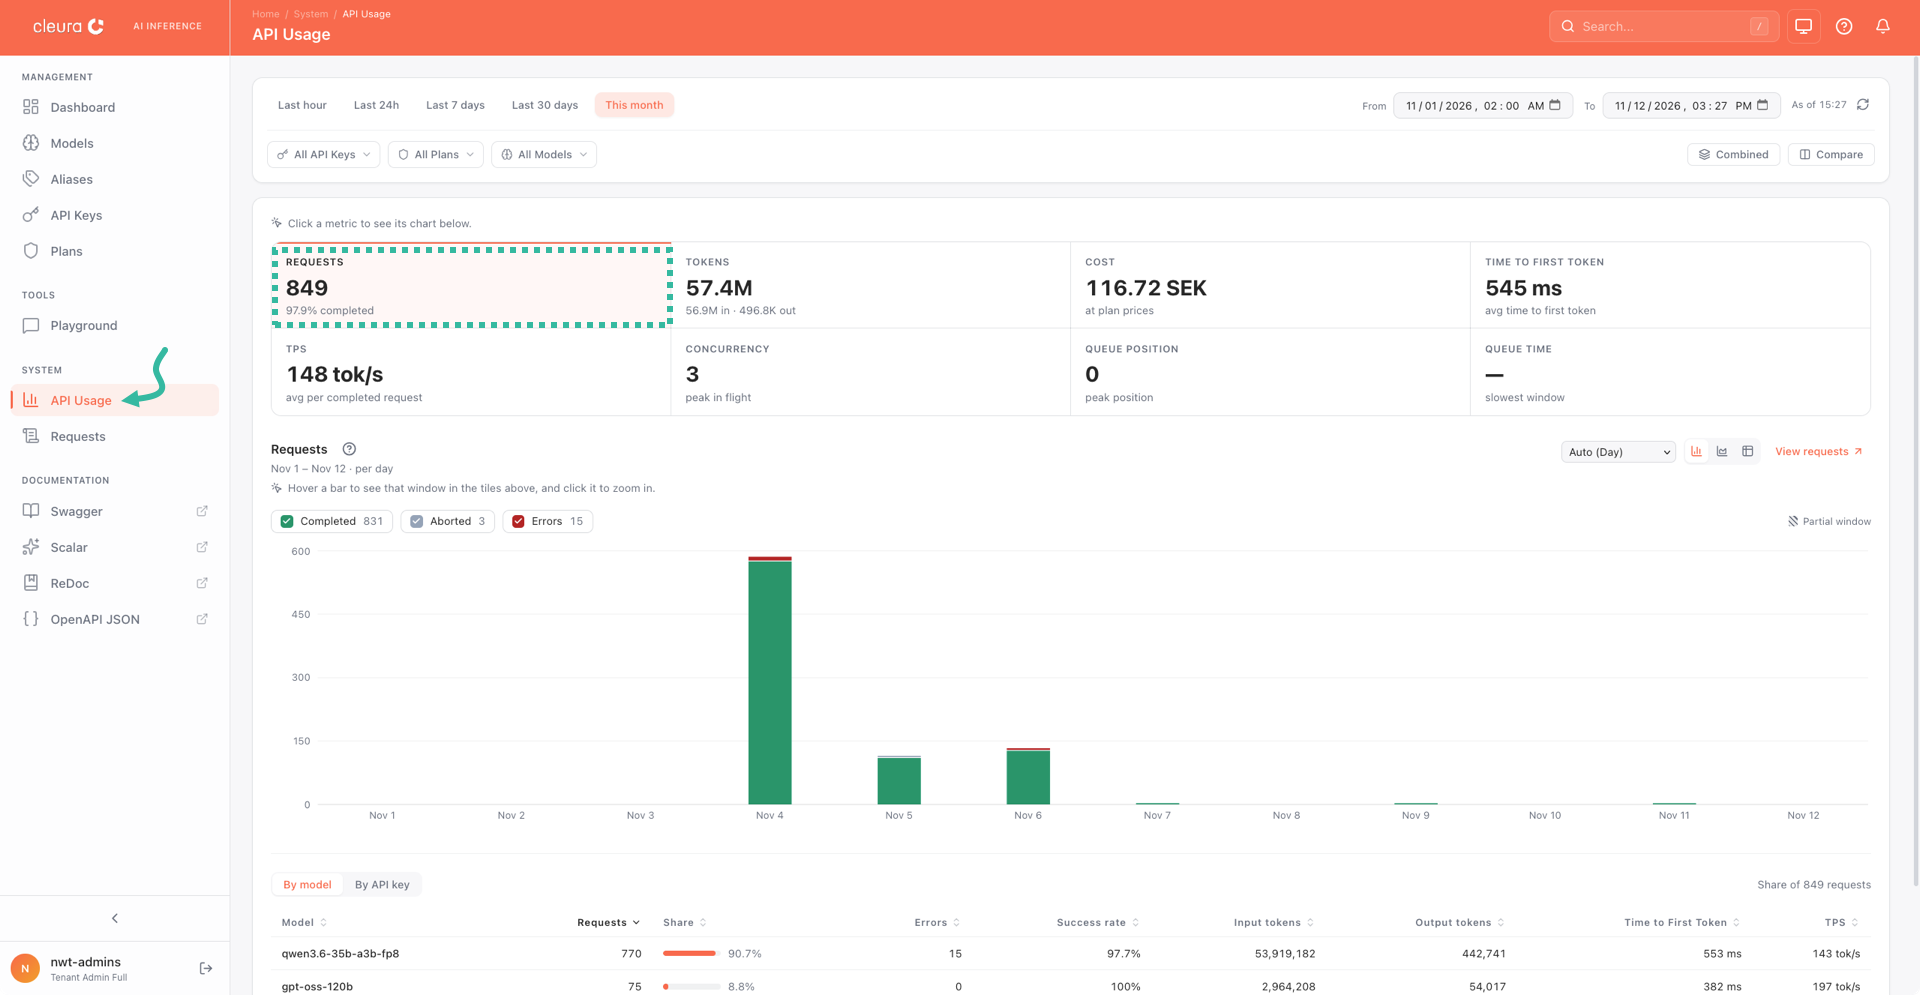 cleura AI INFERENCE
Home / System / API Usage
API Usage
Search... /
MANAGEMENT
Dashboard
Models
Aliases
API Keys
Plans
TOOLS
Playground
SYSTEM
API Usage
Requests
DOCUMENTATION
Swagger
Scalar
ReDoc
OpenAPI JSON
N
nwt-admins
Tenant Admin Full
Last hour Last 24h Last 7 days Last 30 days This month
From 11/01/2026, 02:00 AM To 11/12/2026, 03:27 PM As of 15:27
All API Keys All Plans All Models Combined Compare
Click a metric to see its chart below.
REQUESTS
849
97.9% completed
TOKENS
57.4M
56.9M in · 496.8K out
COST
116.72 SEK
at plan prices
TIME TO FIRST TOKEN
545 ms
avg time to first token
TPS
148 tok/s
avg per completed request
CONCURRENCY
3
peak in flight
QUEUE POSITION
0
peak position
QUEUE TIME
—
slowest window
Requests ?
Nov 1 – Nov 12 · per day
Hover a bar to see that window in the tiles above, and click it to zoom in.
Auto (Day) View requests
Completed 831 Aborted 3 Errors 15 Partial window
600
450
300
150
0
Nov 1 Nov 2 Nov 3 Nov 4 Nov 5 Nov 6 Nov 7 Nov 8 Nov 9 Nov 10 Nov 11 Nov 12
By model By API key Share of 849 requests
Model Requests Share Errors Success rate Input tokens Output tokens Time to First Token TPS
qwen3.6-35b-a3b-fp8 770 90.7% 15 97.7% 53,919,182 442,741 553 ms 143 tok/s
gpt-oss-120b 75 8.8% 0 100% 2,964,208 54,017 382 ms 197 tok/s